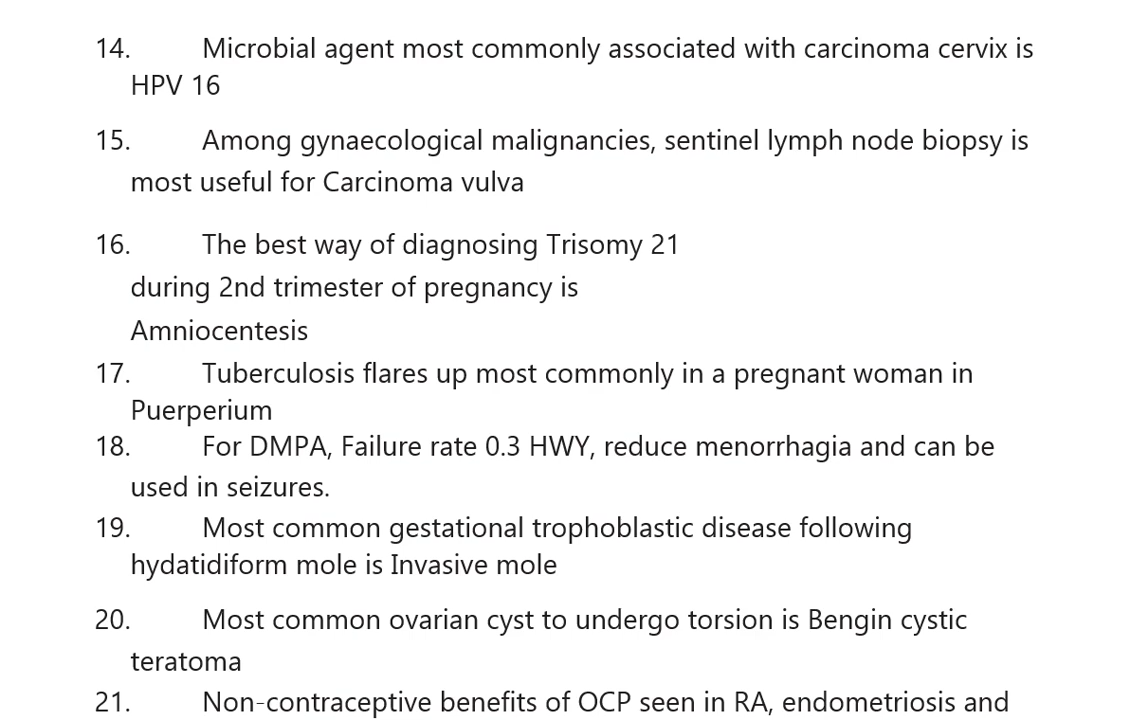 14. Microbial agent most commonly associated with carcinoma cervix is
HPV 16
15. Among gynaecological malignancies, sentinel lymph node biopsy is
most useful for Carcinoma vulva
16. The best way of diagnosing Trisomy 21
during 2nd trimester of pregnancy is
Amniocentesis
17. Tuberculosis flares up most commonly in a pregnant woman in
Puerperium
18. For DMPA, Failure rate 0.3 HWY, reduce menorrhagia and can be
used in seizures.
19. Most common gestational trophoblastic disease following
hydatidiform mole is Invasive mole
20. Most common ovarian cyst to undergo torsion is Bengin cystic
teratoma
21. Non-contraceptive benefits of OCP seen in RA, endometriosis and